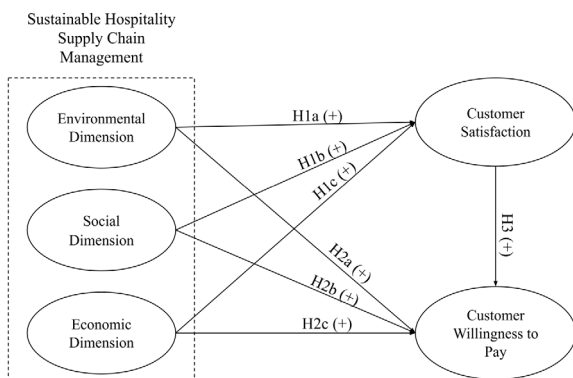 Sustainable Hospitality
Supply Chain
Management
Environmental
Dimension
Social
Dimension
Economic
Dimension
H1a (+)
H1b (+)
H1c (+)
H2a (+)
H2b (+)
H2c (+)
Customer
Satisfaction
H3 (+)
Customer
Willingness to
Pay